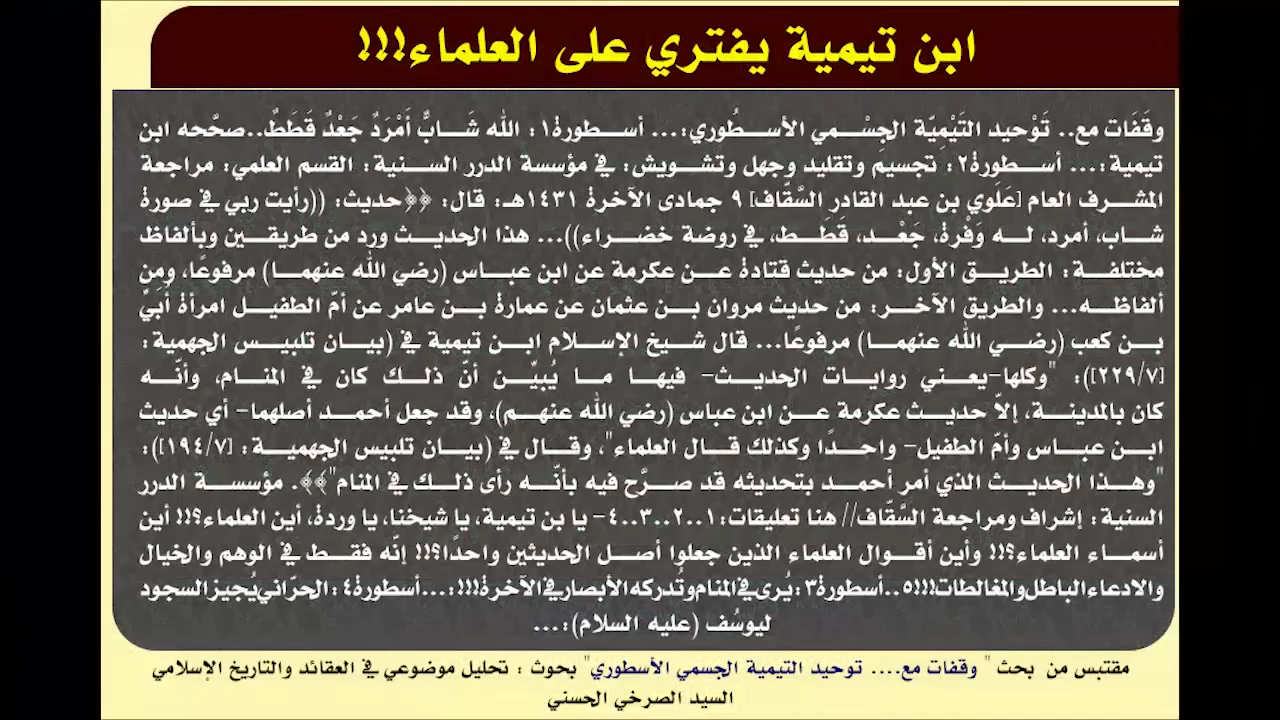 ابن تيمية يفتري على العلماء!!!
وقَفَات مع.. تَوْحيد التَيْمِيّة الجِسْمي الأسطُوري:... أسطورة١: الله شَابٌّ أَمْرَدٌ جَعْدٌ قَطَطٌ..صحَّحه ابن
تيمية:... أسطورة٢: تجسيم وتقليد وجهل وتشويش: في مؤسسة الدرر السنية: القسم العلمي: مراجعة
المشرف العام [عَلَوي بن عبد القادر السَّقّاف] ٩ جمادى الآخرة ١٤٣١هـ: قال: ﴿﴿حديث: ((رأيت ربي في صورة
شاب، أمرد، له وَفْرة، جَعْد، قَطَط، في روضة خضراء))... هذا الحديث ورد من طريقين وبألفاظ
مختلفة: الطريق الأول: من حديث قتادة عن عكرمة عن ابن عباس (رضي الله عنهما) مرفوعًا، ومِن
ألفاظه... والطريق الآخر: من حديث مروان بن عثمان عن عمارة بن عامر عن أمّ الطفيل امرأة أُبَيّ
بن كعب (رضي الله عنهما) مرفوعًا... قال شيخ الإسلام ابن تيمية في (بيان تلبيس الجهمية:
[٢٢٩/٧]): "وكلها-يعني روايات الحديث- فيها ما يُبيِّن أنّ ذلك كان في المنام، وأنّه
كان بالمدينة، إلاّ حديث عكرمة عن ابن عباس (رضي الله عنهم)، وقد جعل أحمد أصلهما- أي حديث
ابن عباس وأمّ الطفيل- واحدًا وكذلك قال العلماء"، وقال في (بيان تلبيس الجهمية: [١٩٤/٧]):
"وهذا الحديث الذي أمر أحمد بتحديثه قد صرَّح فيه بأنّه رأى ذلك في المنام"﴾﴾. مؤسسة الدرر
السنية: إشراف ومراجعة السَّقّاف// هنا تعليقات:١..٢..٣..٤- يا بن تيمية، يا شيخنا، يا وردة، أين العلماء؟!! أين
أسماء العلماء؟!! وأين أقوال العلماء الذين جعلوا أصل الحديثين واحدًا؟!! إنّه فقط في الوهم والخيال
والادعاء الباطل والمغالطات!!!٥..أسطورة٣: يُرى في المنام وتُدركه الأبصار في الآخرة!!!:...أسطورة٤: الحرّاني يُجيز السجود
ليوسُف (عليه السلام):...
مقتبس من بحث " وقفات مع.... توحيد التيمية الجسمي الأسطوري" بحوث : تحليل موضوعي في العقائد والتاريخ الإسلامي
السيد الصرخي الحسني